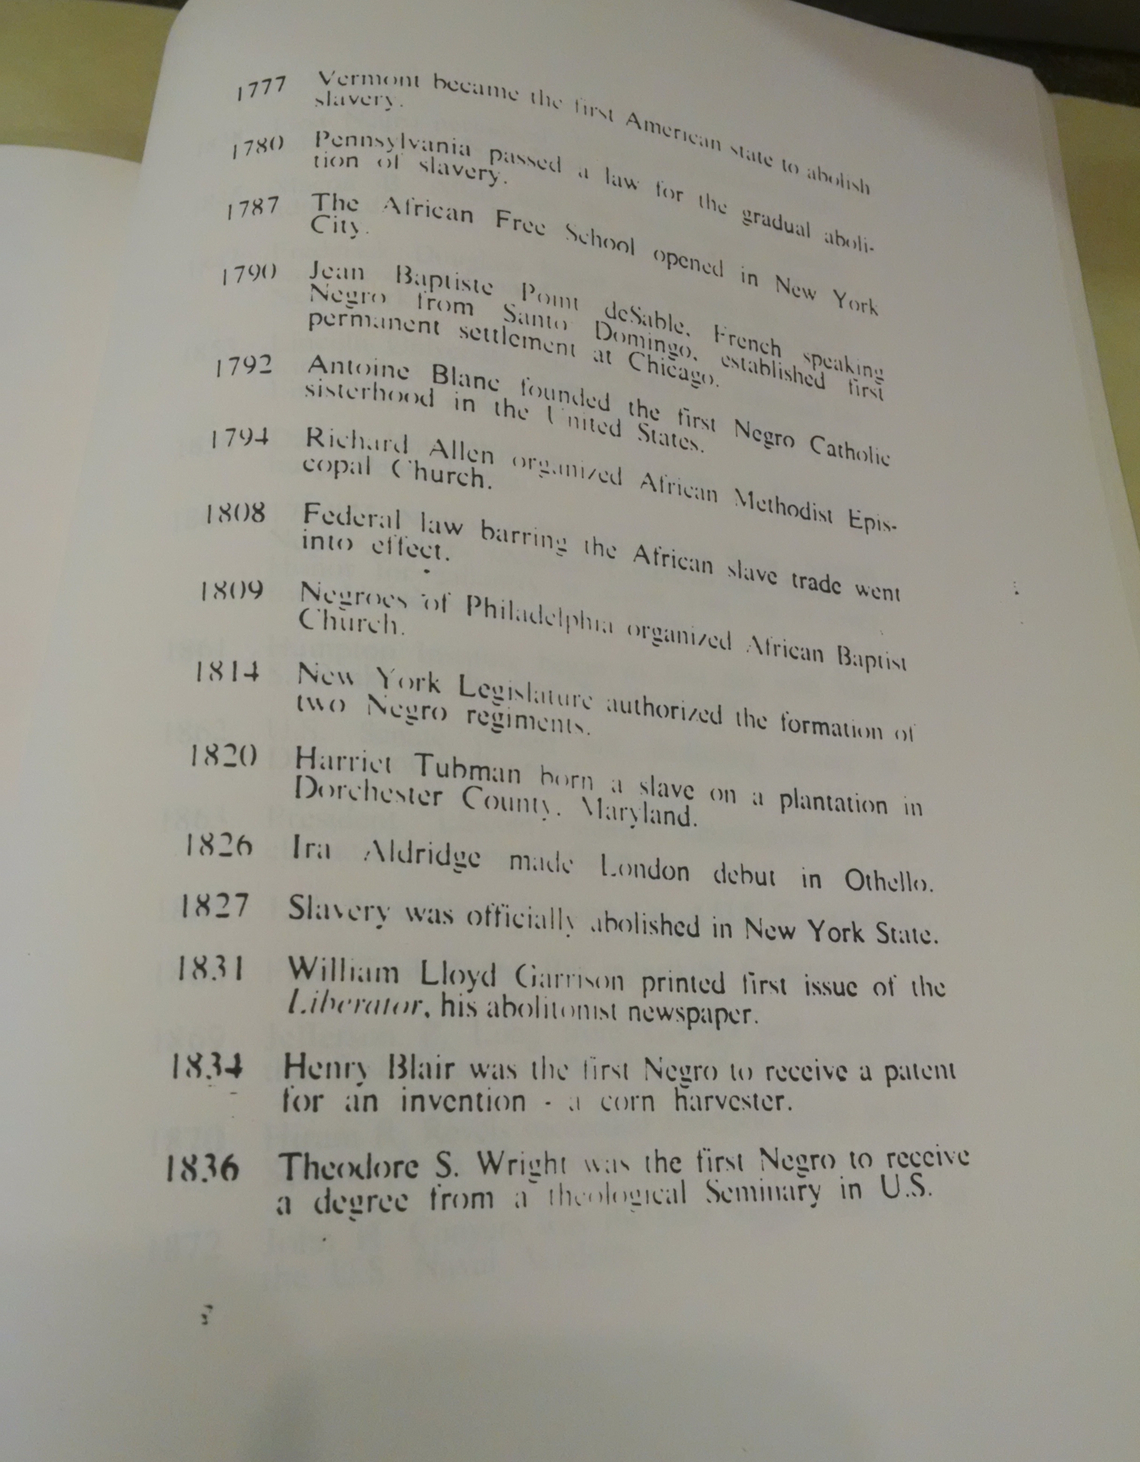 1777 Vermont became the first American state to abolish
slavery.
1780 Pennsylvania passed a law for the gradual aboli-
tion of slavery.
1787 The African Free School opened in New York
City.
1790 Jean Baptiste Point deSable, French speaking
Negro from Santo Domingo, established first
permanent settlement at Chicago.
1792 Antoine Blanc founded the first Negro Catholic
sisterhood in the United States.
1794 Richard Allen organized African Methodist Epis-
copal Church.
1808 Federal law barring the African slave trade went
into effect.
1809 Negroes of Philadelphia organized African Baptist
Church.
1814 New York Legislature authorized the formation of
two Negro regiments.
1820 Harriet Tubman born a slave on a plantation in
Dorchester County, Maryland.
1826 Ira Aldridge made London debut in Othello.
1827 Slavery was officially abolished in New York State.
1831 William Lloyd Garrison printed first issue of the
Liberator, his abolitonist newspaper.
1834 Henry Blair was the first Negro to receive a patent
for an invention - a corn harvester.
1836 Theodore S. Wright was the first Negro to receive
a degree from a theological Seminary in U.S.